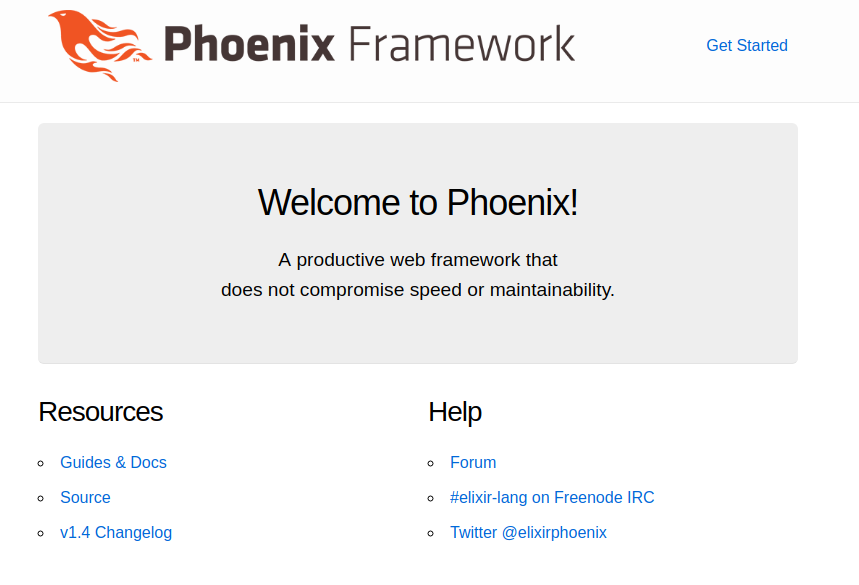 Phoenix Framework
TM
Get Started
Welcome to Phoenix!
A productive web framework that
does not compromise speed or maintainability.
Resources
Guides & Docs
Source
v1.4 Changelog
Help
Forum
#elixir-lang on Freenode IRC
Twitter @elixirphoenix